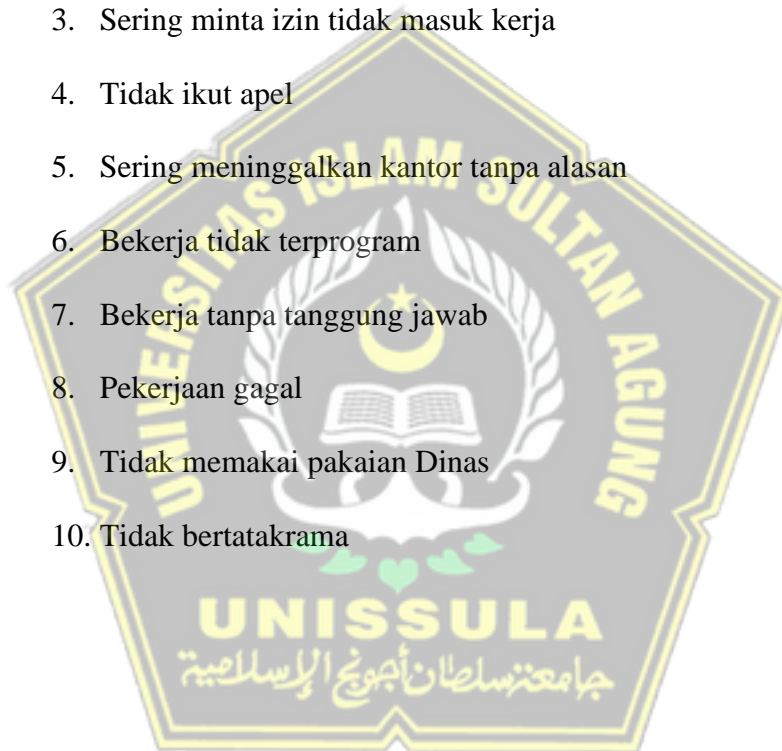 3. Sering minta izin tidak masuk kerja
4. Tidak ikut apel
5. Sering meninggalkan kantor tanpa alasan
6. Bekerja tidak terprogram
7. Bekerja tanpa tanggung jawab
8. Pekerjaan gagal
9. Tidak memakai pakaian Dinas
10. Tidak bertatakrama
UNIVERSITAS ISLAM SULTAN AGUNG
UNISSULA
جامعة سلطان أجونج الإسلامية